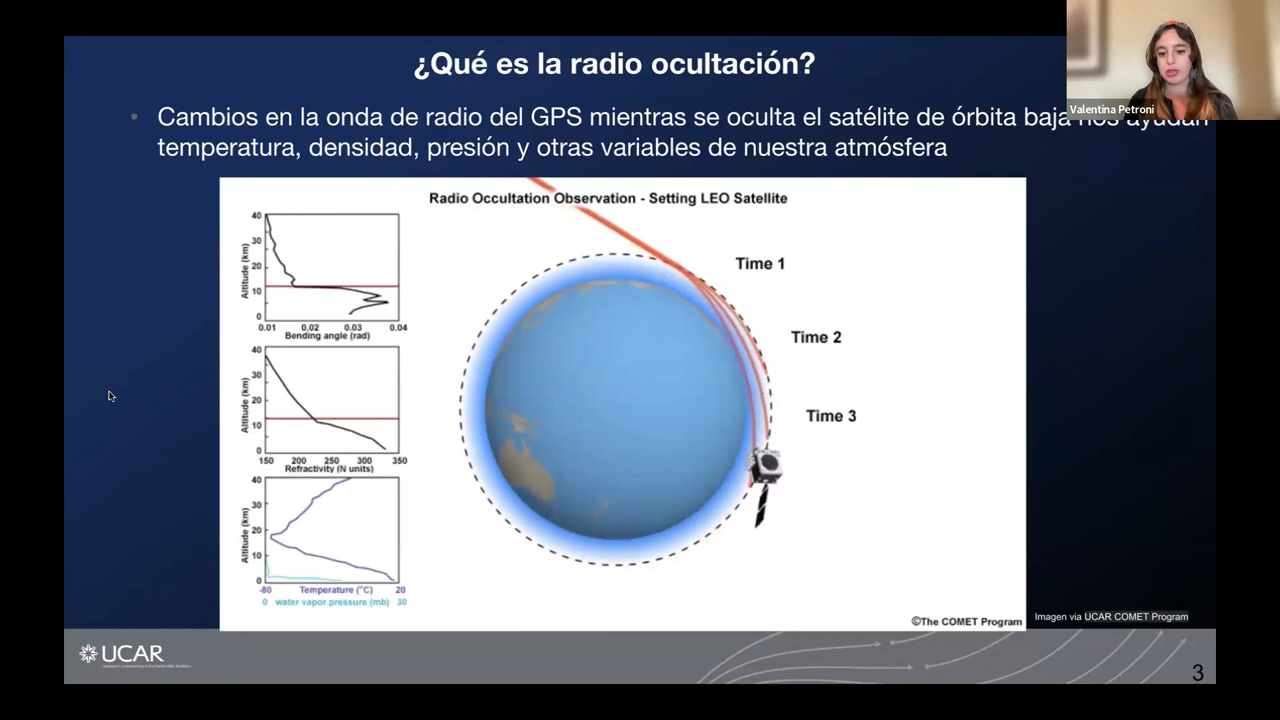 ¿Qué es la radio ocultación?
Valentina Petroni
• Cambios en la onda de radio del GPS mientras se oculta el satélite de órbita baja nos ayudan
temperatura, densidad, presión y otras variables de nuestra atmósfera
Radio Occultation Observation - Setting LEO Satellite
40
30
20
10
0
Altitude (km)
0.01 0.02 0.03 0.04
Bending angle (rad)
40
30
20
10
0
Altitude (km)
150 200 250 300 350
Refractivity (N units)
40
30
20
10
0
Altitude (km)
-80 Temperature (°C) 20
0 water vapor pressure (mb) 30
Time 1
Time 2
Time 3
©The COMET Program
Imagen via UCAR COMET Program
UCAR
3